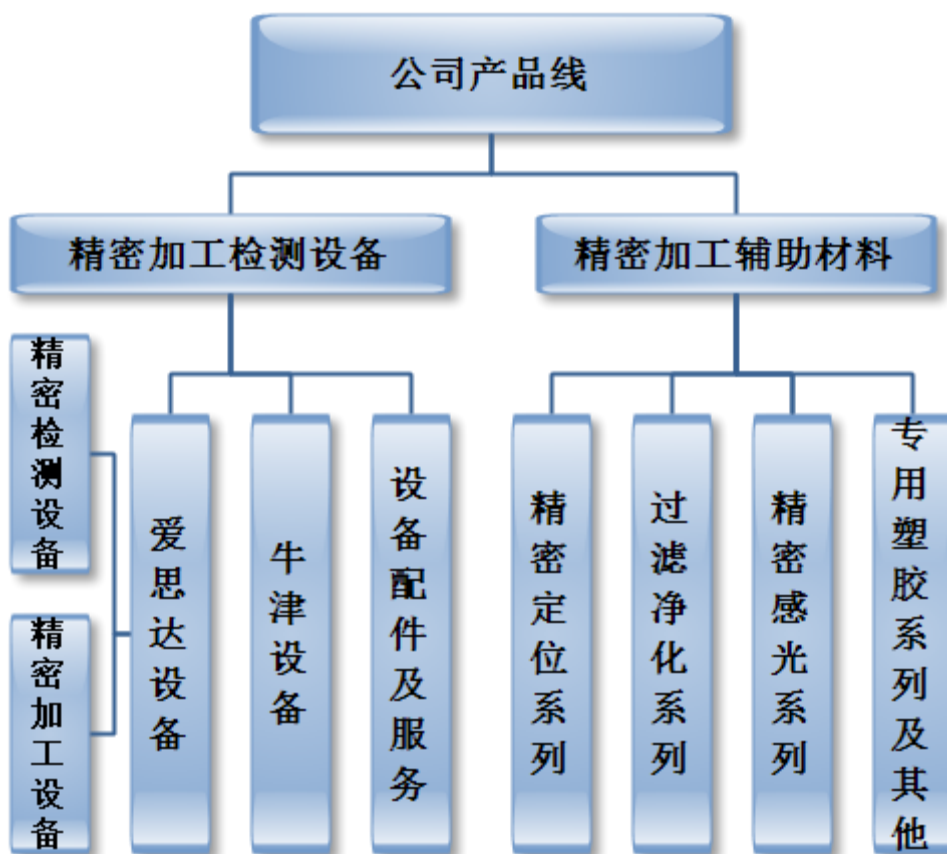 公司产品线
精密加工检测设备
精密加工辅助材料
精密检测设备
精密加工设备
爱思达设备
牛津设备
设备配件及服务
精密定位系列
过滤净化系列
精密感光系列
专用塑胶系列及其他